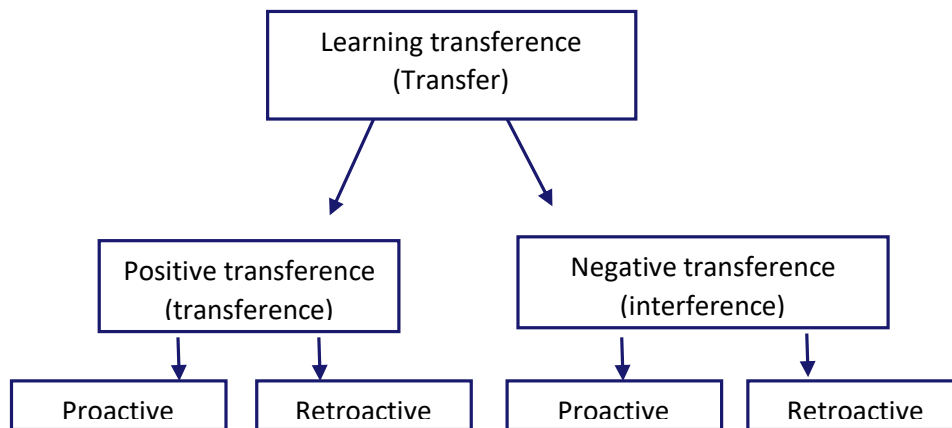 Learning transference
(Transfer)
Positive transference
(transference)
Negative transference
(interference)
Proactive
Retroactive
Proactive
Retroactive